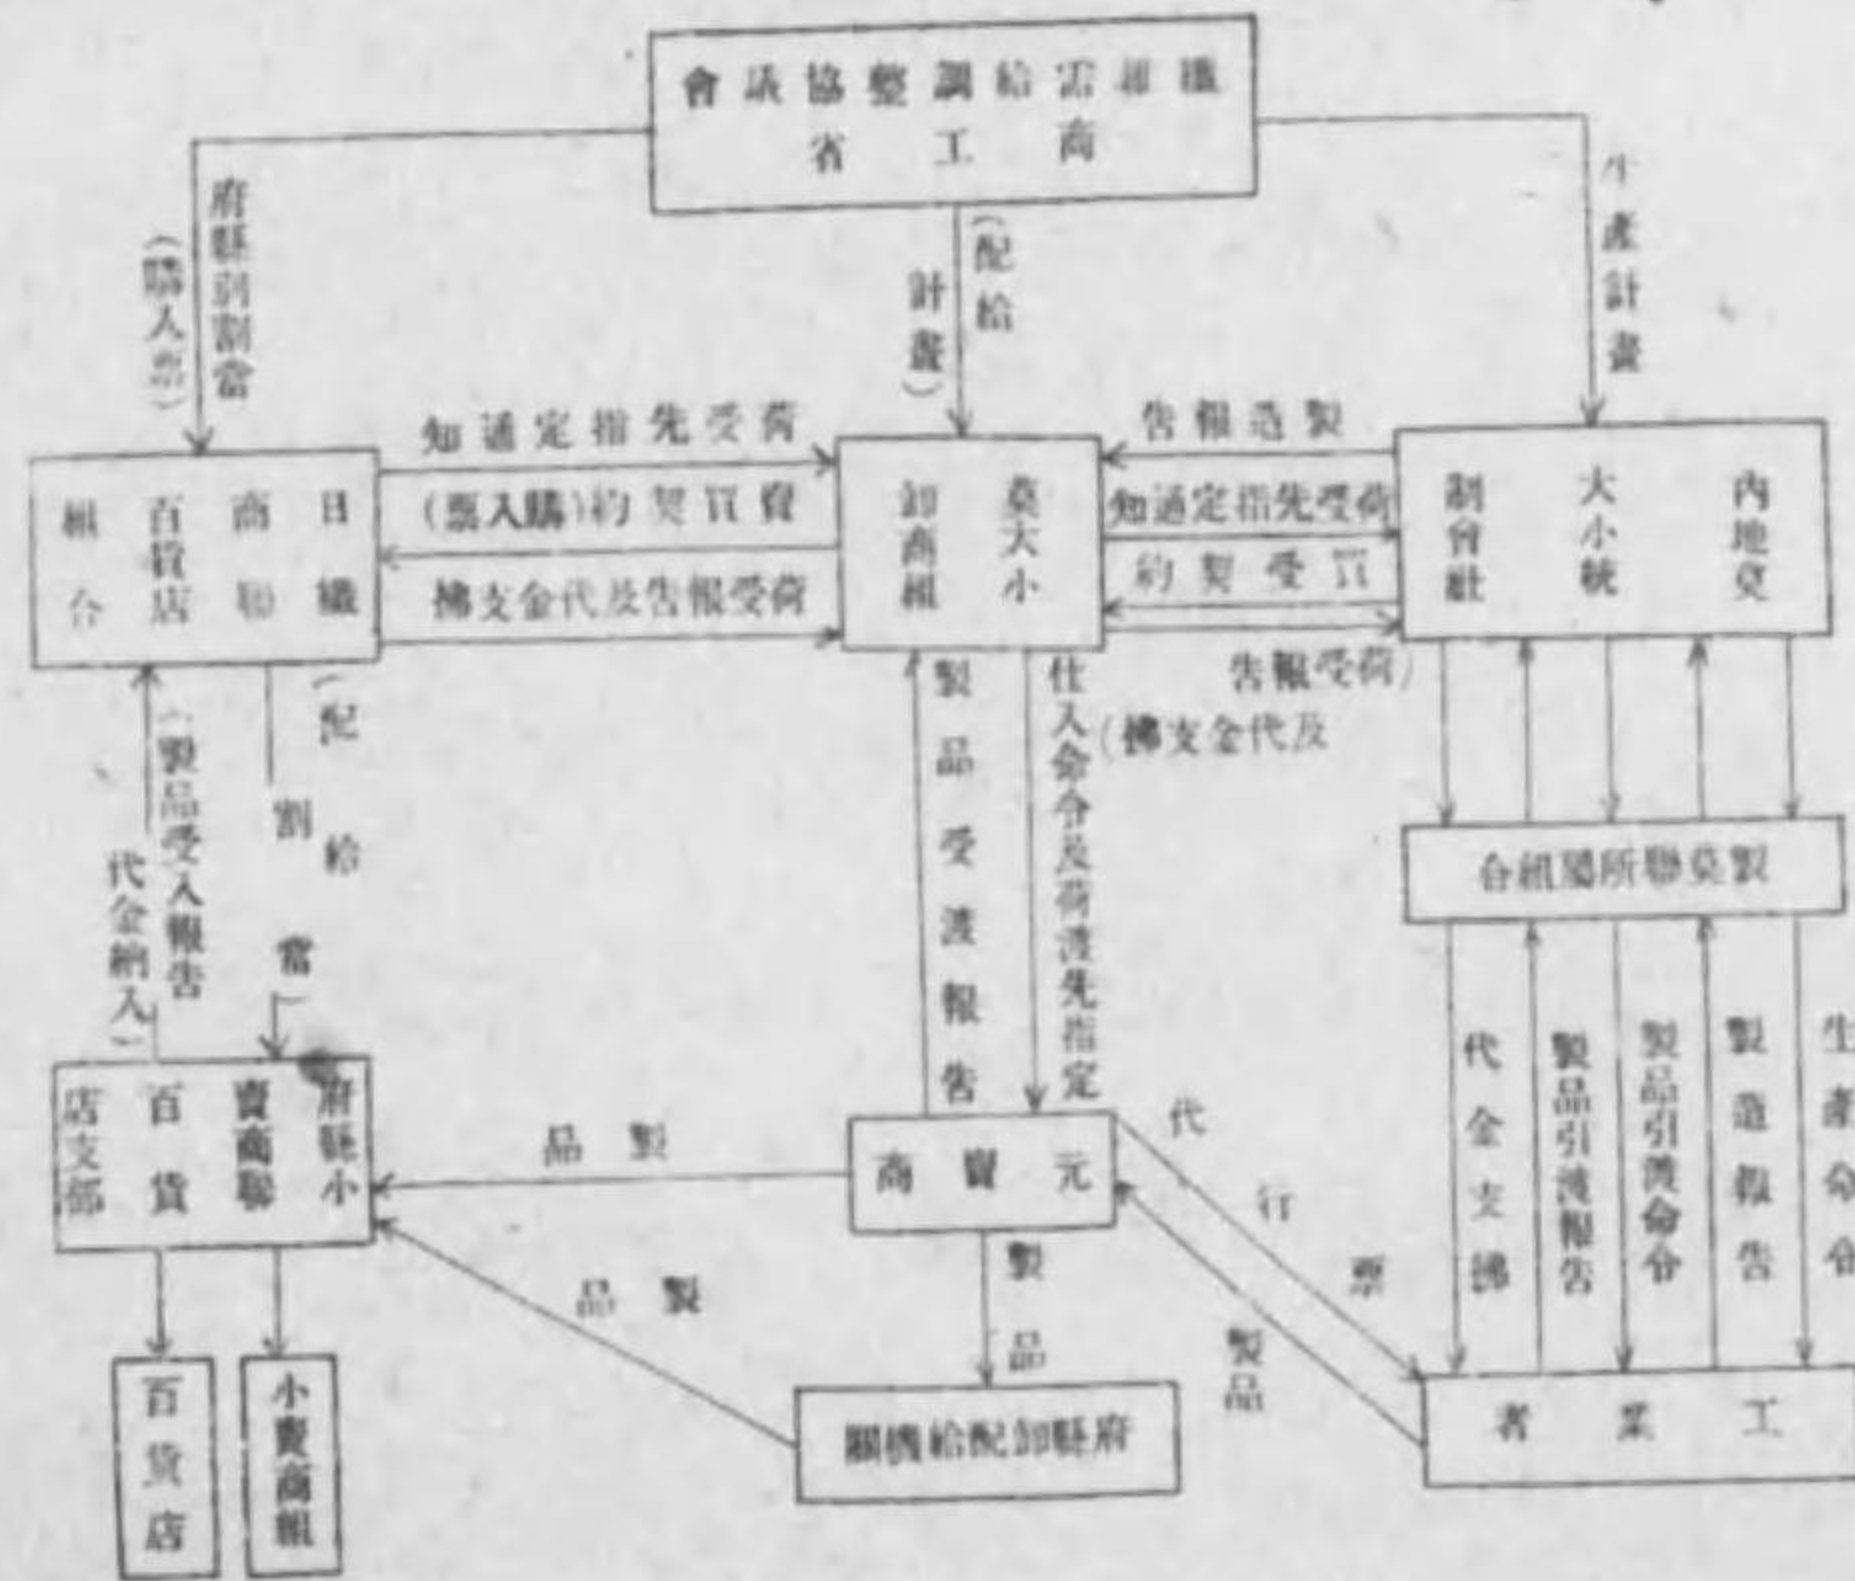 纖維需給調整協議會
商工省
生產計畫
(配給
計畫)
府縣別割當
(購入票)
內地莫
大小統
制會社
莫大小
卸商組
日纖
商聯
百貨店
組合
製造報告
荷受先指定通知
買受契約
荷受報告)
(及代金支拂
荷受先指定通知
賣買契約(購入票)
荷受報告及代金支拂
仕入命令及荷渡先指定
製品受渡報告
(配給
割當)
(製品受入報告
代金納入)
製莫聯所屬組合
生產命令
製造報告
製品引渡命令
製品引渡報告
代金支拂
工業者
元賣商
代行票
製品
製品
製品
製品
府縣卸配給機關
府縣小
賣商聯
百貨
店支部
小賣商組
百貨店